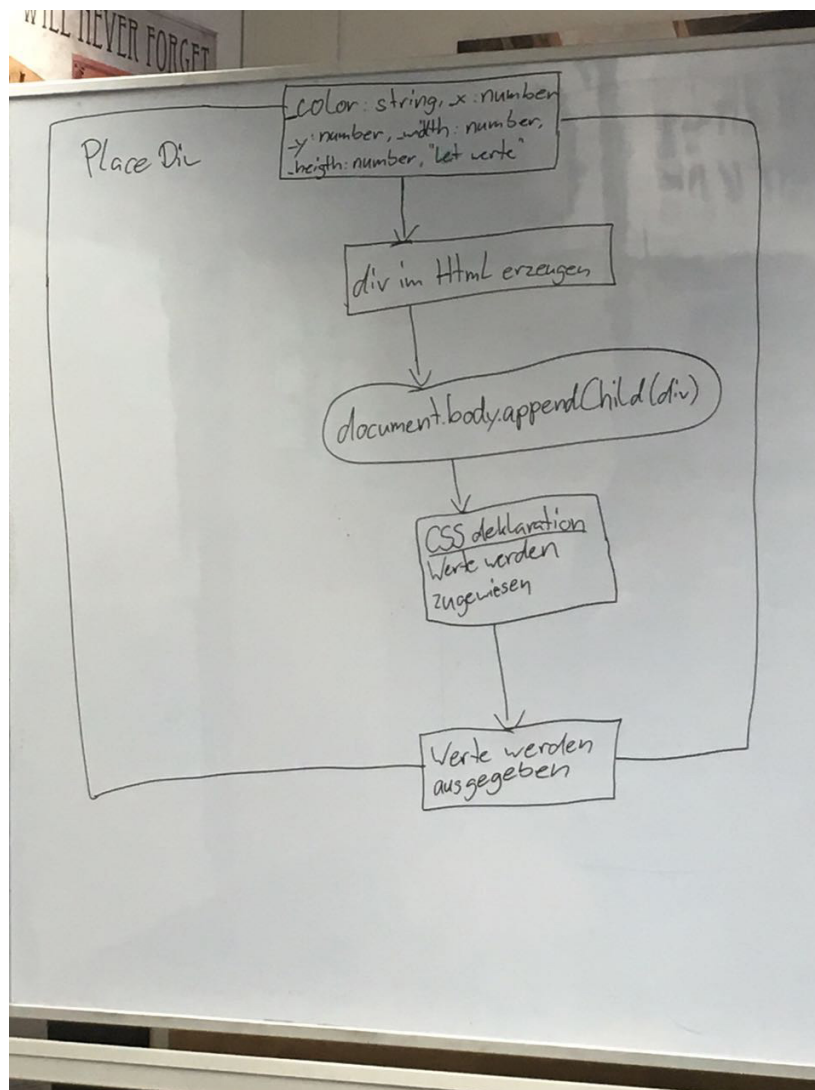 WILL NEVER FORGET
Place Div
_color: string, _x: number
_y: number, _width: number,
_heigth: number, "let werte"
div im Html erzeugen
document.body.appendChild(div)
CSS deklaration
Werte werden
zugewiesen
Werte werden
ausgegeben